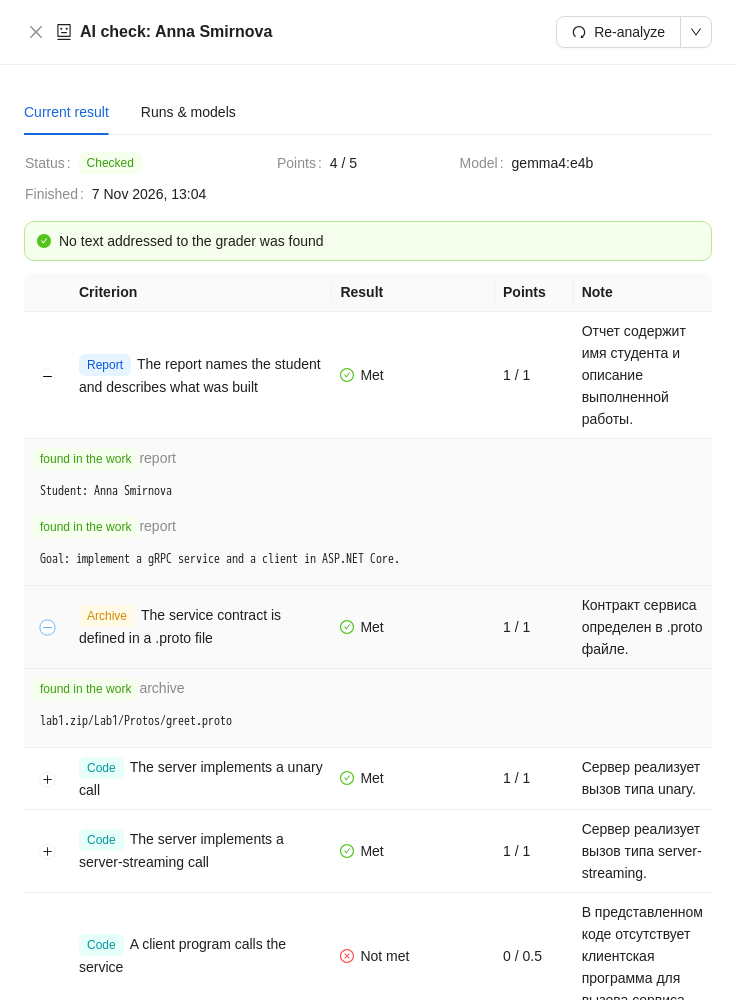 AI check: Anna Smirnova
Re-analyze
Current result
Runs & models
Status: Checked
Points: 4 / 5
Model: gemma4:e4b
Finished: 7 Nov 2026, 13:04
No text addressed to the grader was found
Criterion
Result
Points
Note
Report The report names the student
and describes what was built
Met
1 / 1
Отчет содержит
имя студента и
описание
выполненной
работы.
found in the work report
Student: Anna Smirnova
found in the work report
Goal: implement a gRPC service and a client in ASP.NET Core.
Archive The service contract is
defined in a .proto file
Met
1 / 1
Контракт сервиса
определен в .proto
файле.
found in the work archive
lab1.zip/Lab1/Protos/greet.proto
Code The server implements a unary
call
Met
1 / 1
Сервер реализует
вызов типа unary.
Code The server implements a
server-streaming call
Met
1 / 1
Сервер реализует
вызов типа server-
streaming.
Code A client program calls the
service
Not met
0 / 0.5
В представленном
коде отсутствует
клиентская
программа для
вызова сервиса